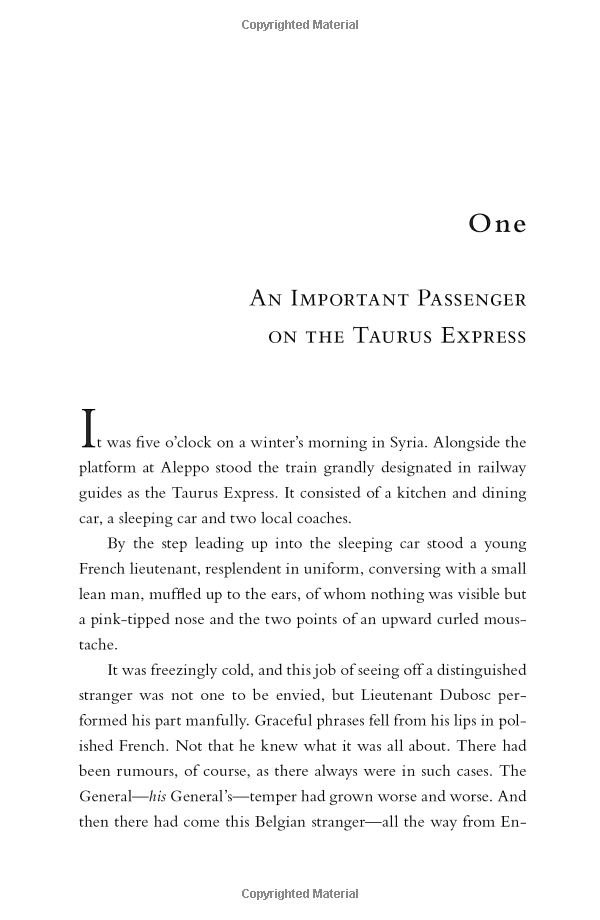 Copyrighted Material
One
An Important Passenger
on the Taurus Express
It was five o'clock on a winter's morning in Syria. Alongside the
platform at Aleppo stood the train grandly designated in railway
guides as the Taurus Express. It consisted of a kitchen and dining
car, a sleeping car and two local coaches.
By the step leading up into the sleeping car stood a young
French lieutenant, resplendent in uniform, conversing with a small
lean man, muffled up to the ears, of whom nothing was visible but
a pink-tipped nose and the two points of an upward curled mous-
tache.
It was freezingly cold, and this job of seeing off a distinguished
stranger was not one to be envied, but Lieutenant Dubosc per-
formed his part manfully. Graceful phrases fell from his lips in pol-
ished French. Not that he knew what it was all about. There had
been rumours, of course, as there always were in such cases. The
General—his General's—temper had grown worse and worse. And
then there had come this Belgian stranger—all the way from En-
Copyrighted Material